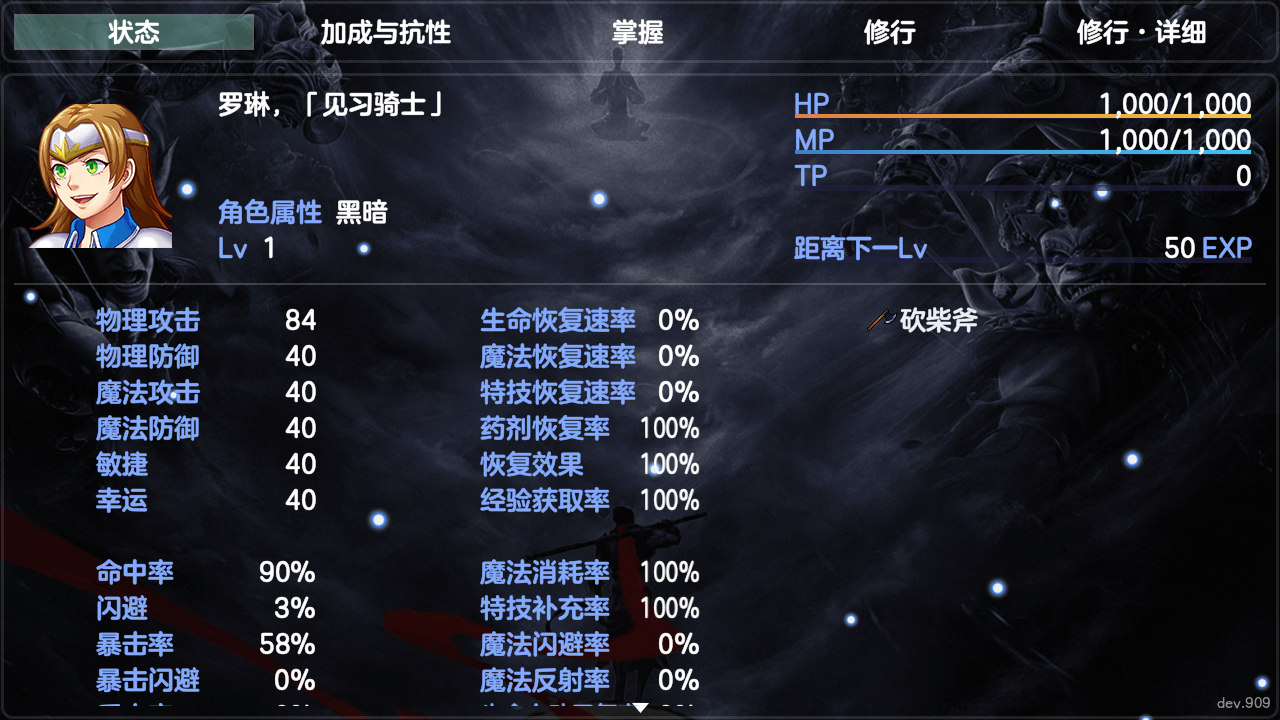 状态 加成与抗性 掌握 修行 修行・详细
罗琳，「见习骑士」
HP 1,000/1,000
MP 1,000/1,000
TP 0
角色属性 黑暗
Lv 1
距离下一Lv 50 EXP
物理攻击 84 生命恢复速率 0% 砍柴斧
物理防御 40 魔法恢复速率 0%
魔法攻击 40 特技恢复速率 0%
魔法防御 40 药剂恢复率 100%
敏捷 40 恢复效果 100%
幸运 40 经验获取率 100%
命中率 90% 魔法消耗率 100%
闪避 3% 特技补充率 100%
暴击率 58% 魔法闪避率 0%
暴击闪避 0% 魔法反射率 0%
dev.909